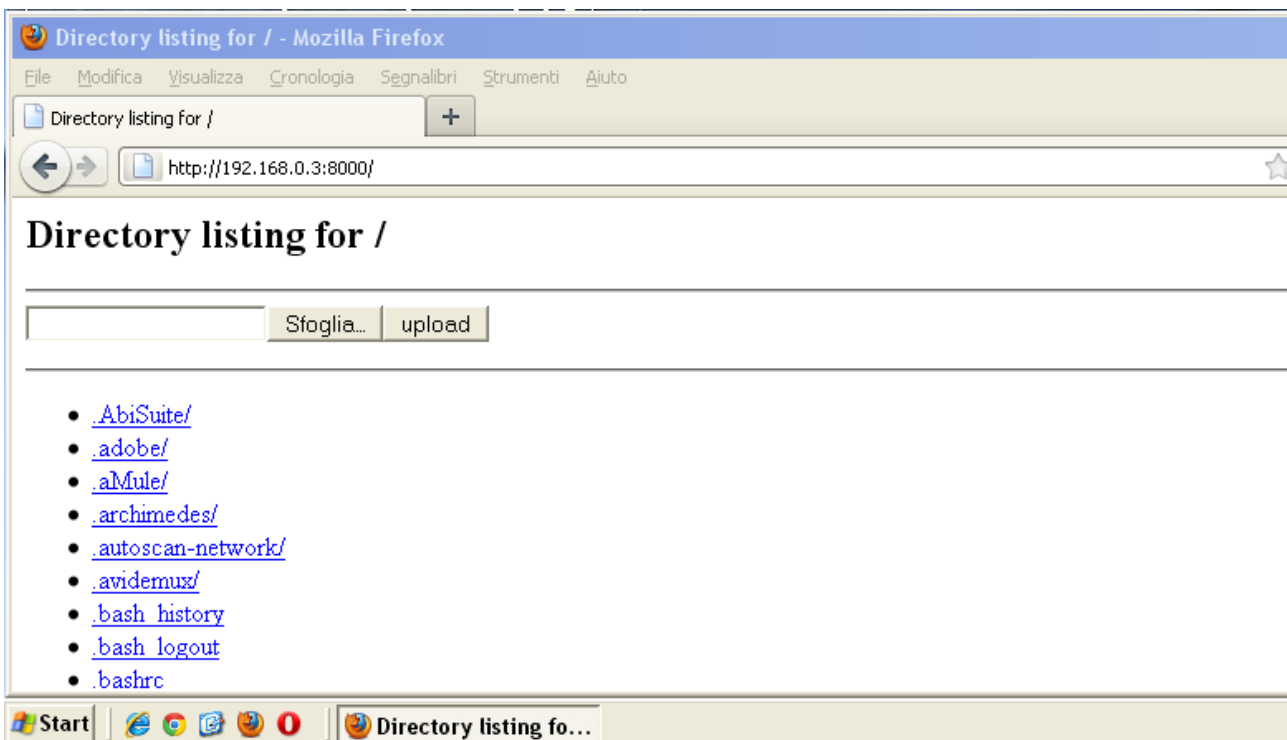 Directory listing for / - Mozilla Firefox
File Modifica Visualizza Cronologia Segnalibri Strumenti Aiuto
Directory listing for /
+
http://192.168.0.3:8000/
Directory listing for /
Sfoglia... upload
.AbiSuite/
.adobe/
.aMule/
.archimedes/
.autoscan-network/
.avidemux/
.bash_history
.bash_logout
.bashrc
Start Directory listing fo...